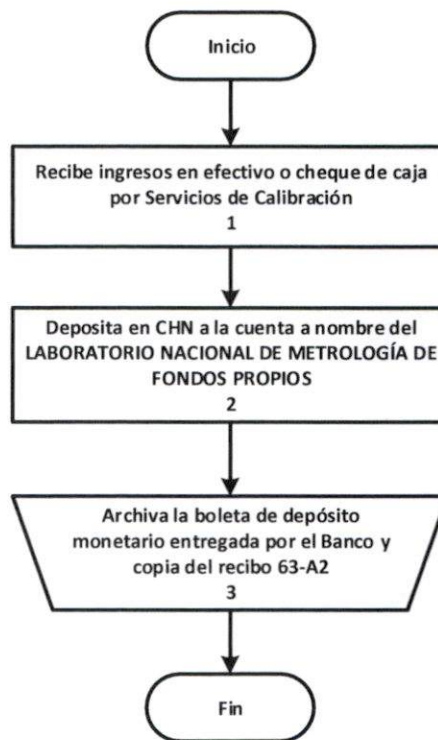 Inicio
Recibe ingresos en efectivo o cheque de caja
por Servicios de Calibración
1
Deposita en CHN a la cuenta a nombre del
LABORATORIO NACIONAL DE METROLOGÍA DE
FONDOS PROPIOS
2
Archiva la boleta de depósito
monetario entregada por el Banco y
copia del recibo 63-A2
3
Fin